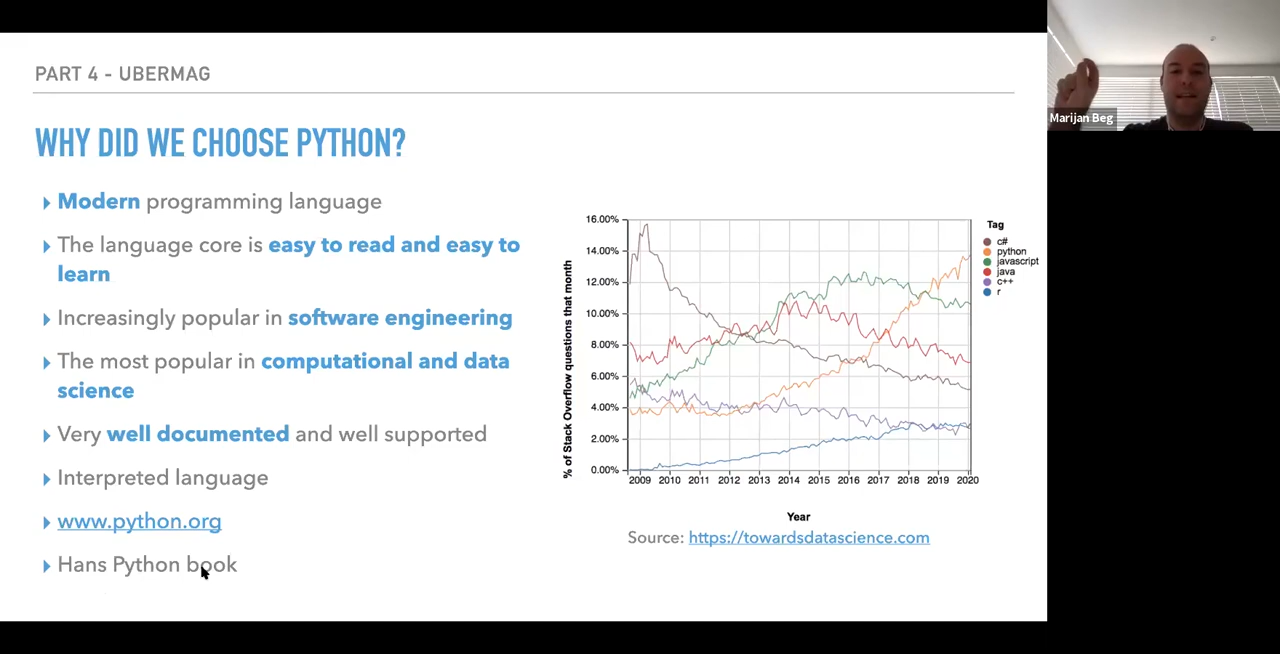 PART 4 - UBERMAG
WHY DID WE CHOOSE PYTHON?
Modern programming language
The language core is easy to read and easy to
learn
Increasingly popular in software engineering
The most popular in computational and data
science
Very well documented and well supported
Interpreted language
www.python.org
Hans Python book
% of Stack Overflow questions that month
16.00%
14.00%
12.00%
10.00%
8.00%
6.00%
4.00%
2.00%
0.00%
2009 2010 2011 2012 2013 2014 2015 2016 2017 2018 2019 2020
Year
Tag
c#
python
javascript
java
c++
r
Source: https://towardsdatascience.com
Marijan Beg